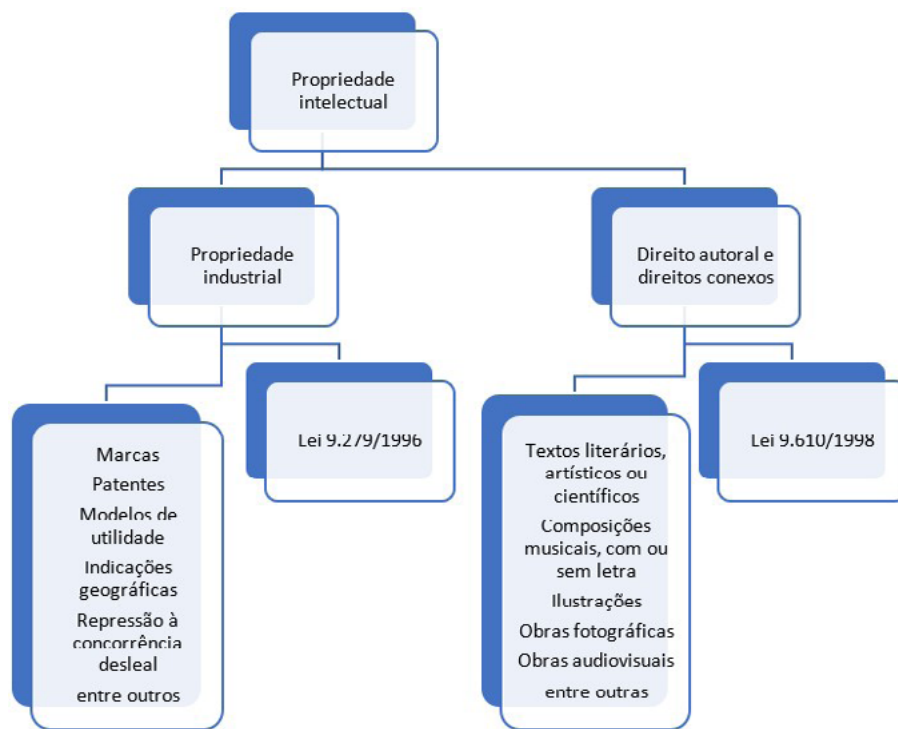 Propriedade
intelectual
Propriedade
industrial
Direito autoral e
direitos conexos
Marcas
Patentes
Modelos de
utilidade
Indicações
geográficas
Repressão à
concorrência
desleal
entre outros
Lei 9.279/1996
Textos literários,
artísticos ou
científicos
Composições
musicais, com ou
sem letra
Ilustrações
Obras fotográficas
Obras audiovisuais
entre outras
Lei 9.610/1998